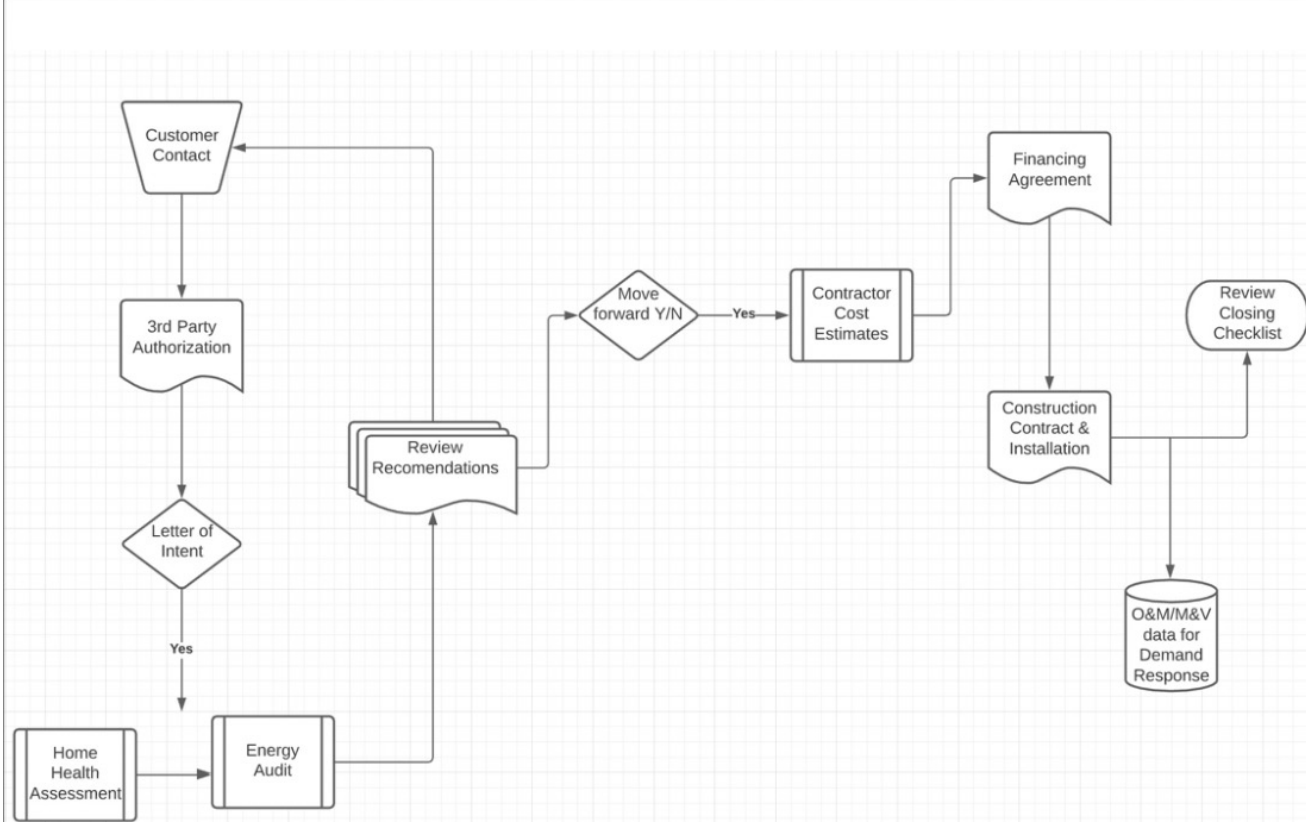 Customer
Contact
3rd Party
Authorization
Letter of
Intent
Yes
Home
Health
Assessment
Energy
Audit
Review
Recomendations
Move
forward Y/N
Yes
Contractor
Cost
Estimates
Financing
Agreement
Construction
Contract &
Installation
Review
Closing
Checklist
O&M/M&V
data for
Demand
Response